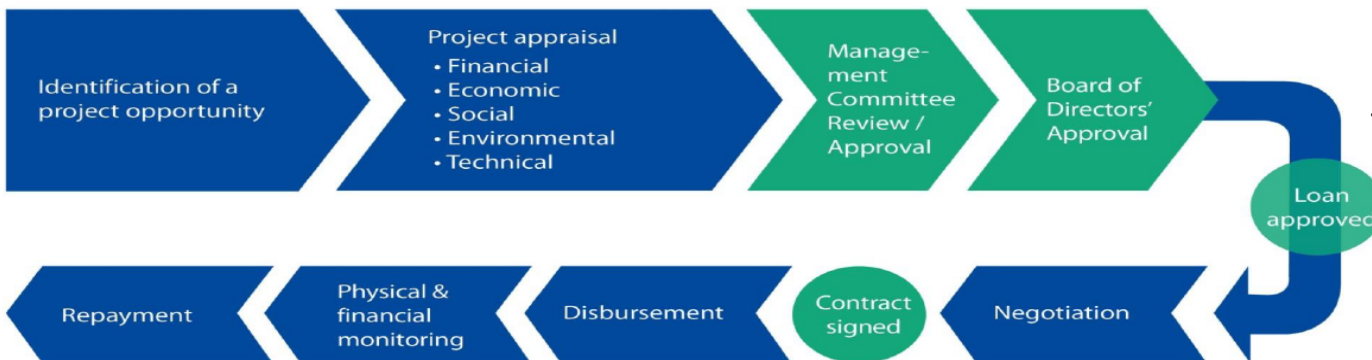 Identification of a
project opportunity
Project appraisal
• Financial
• Economic
• Social
• Environmental
• Technical
Manage-
ment
Committee
Review /
Approval
Board of
Directors’
Approval
Loan
approved
Negotiation
Contract
signed
Disbursement
Physical &
financial
monitoring
Repayment